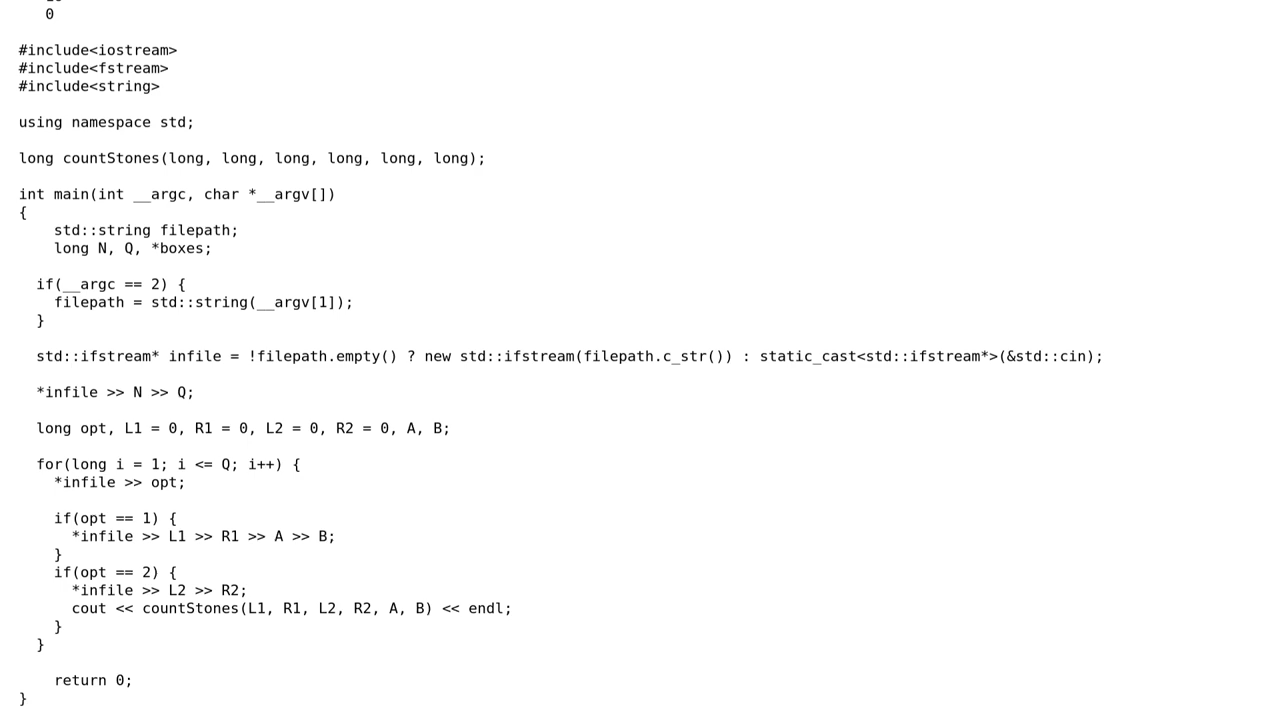 0
#include<iostream>
#include<fstream>
#include<string>
using namespace std;
long countStones(long, long, long, long, long, long);
int main(int __argc, char *__argv[])
{
std::string filepath;
long N, Q, *boxes;
if(__argc == 2) {
filepath = std::string(__argv[1]);
}
std::ifstream* infile = !filepath.empty() ? new std::ifstream(filepath.c_str()) : static_cast<std::ifstream*>(&std::cin);
*infile >> N >> Q;
long opt, L1 = 0, R1 = 0, L2 = 0, R2 = 0, A, B;
for(long i = 1; i <= Q; i++) {
*infile >> opt;
if(opt == 1) {
*infile >> L1 >> R1 >> A >> B;
}
if(opt == 2) {
*infile >> L2 >> R2;
cout << countStones(L1, R1, L2, R2, A, B) << endl;
}
}
return 0;
}